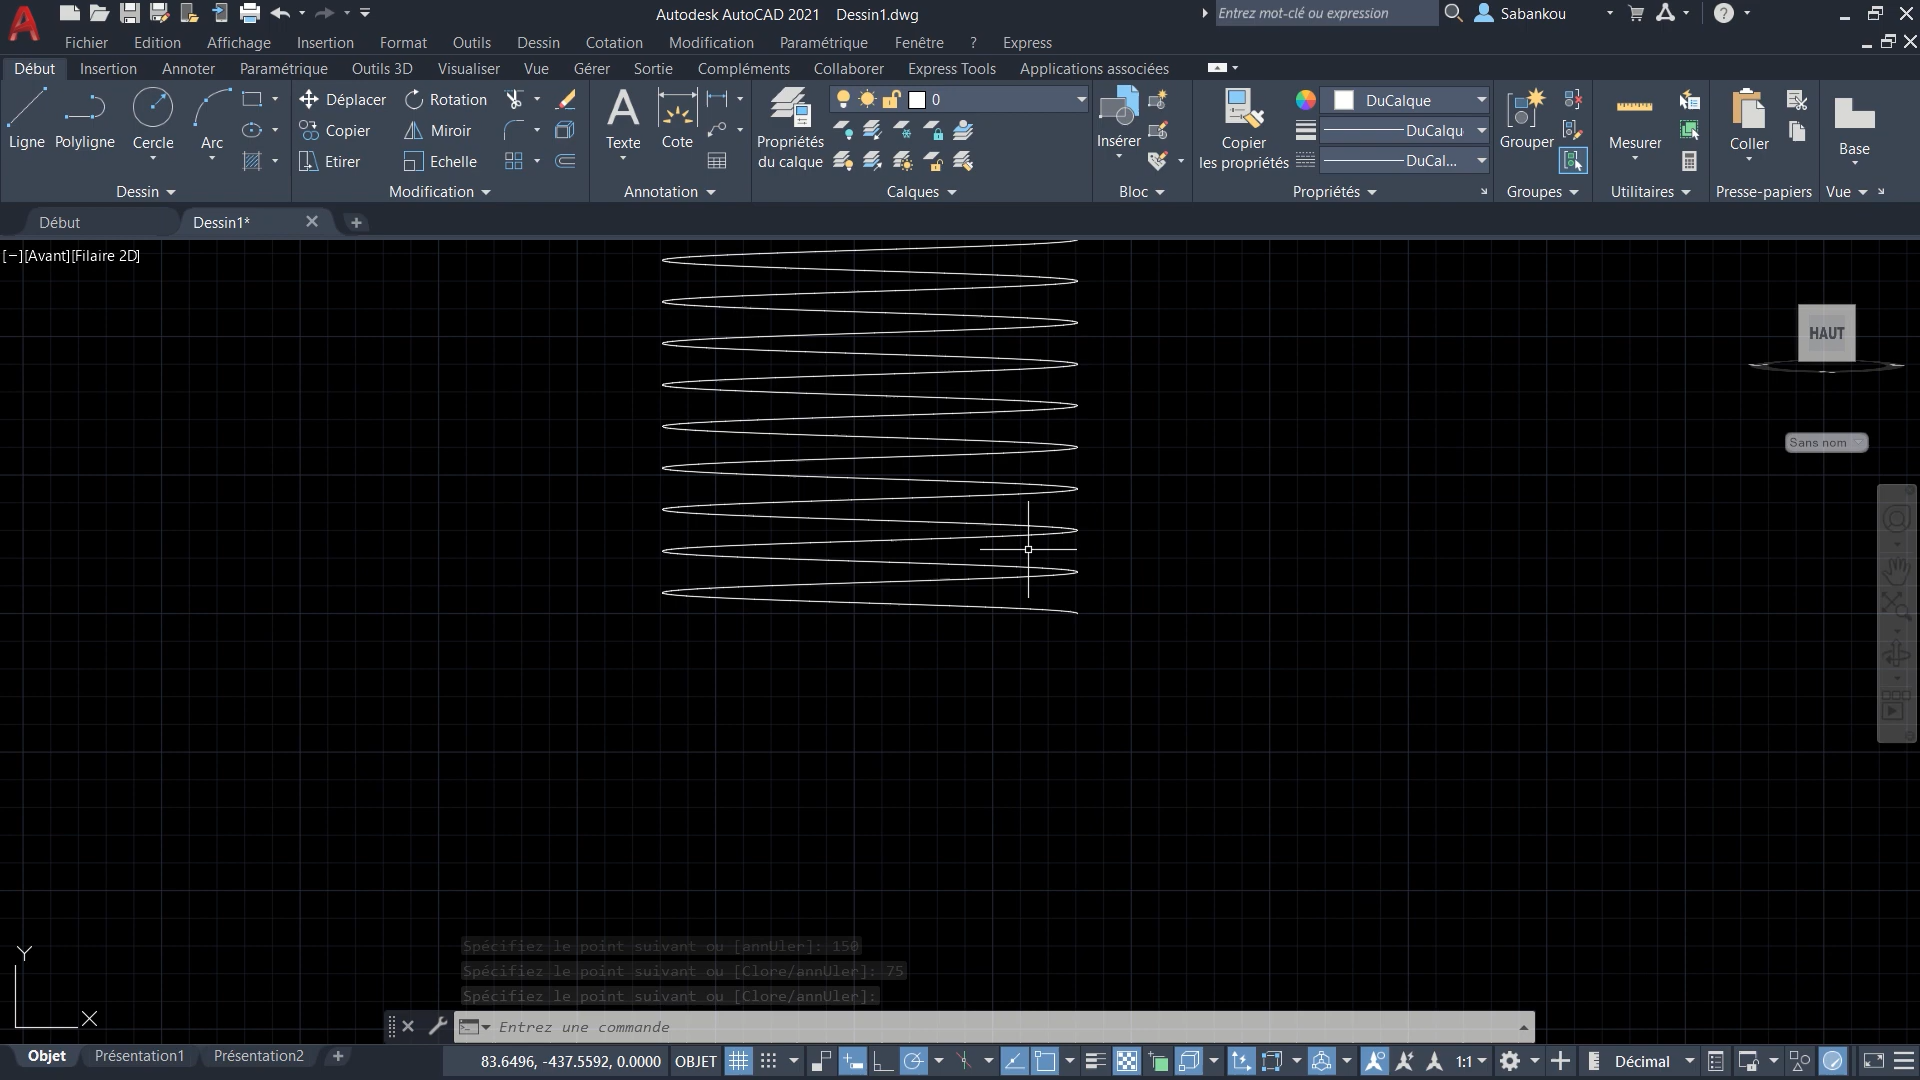 Autodesk AutoCAD 2021 Dessin1.dwg
Entrez mot-clé ou expression
Sabankou
Fichier Edition Affichage Insertion Format Outils Dessin Cotation Modification Paramétrique Fenêtre ? Express
Début Insertion Annoter Paramétrique Outils 3D Visualiser Vue Gérer Sortie Compléments Collaborer Express Tools Applications associées
Ligne Polyligne Cercle Arc
Déplacer Rotation
Copier Miroir
Etirer Echelle
Texte Cote
Propriétés
du calque
0
Insérer
Copier
les propriétés
DuCalque
DuCalqu
DuCal...
Grouper
Mesurer
Coller
Base
Dessin Modification Annotation Calques Bloc Propriétés Groupes Utilitaires Presse-papiers Vue
Début Dessin1*
[−][Avant][Filaire 2D]
HAUT
Sans nom
Y
X
Spécifiez le point suivant ou [annUler]: 150
Spécifiez le point suivant ou [Clore/annUler]: 75
Spécifiez le point suivant ou [Clore/annUler]:
Entrez une commande
Objet Présentation1 Présentation2
83.6496, -437.5592, 0.0000 OBJET 1:1 Décimal